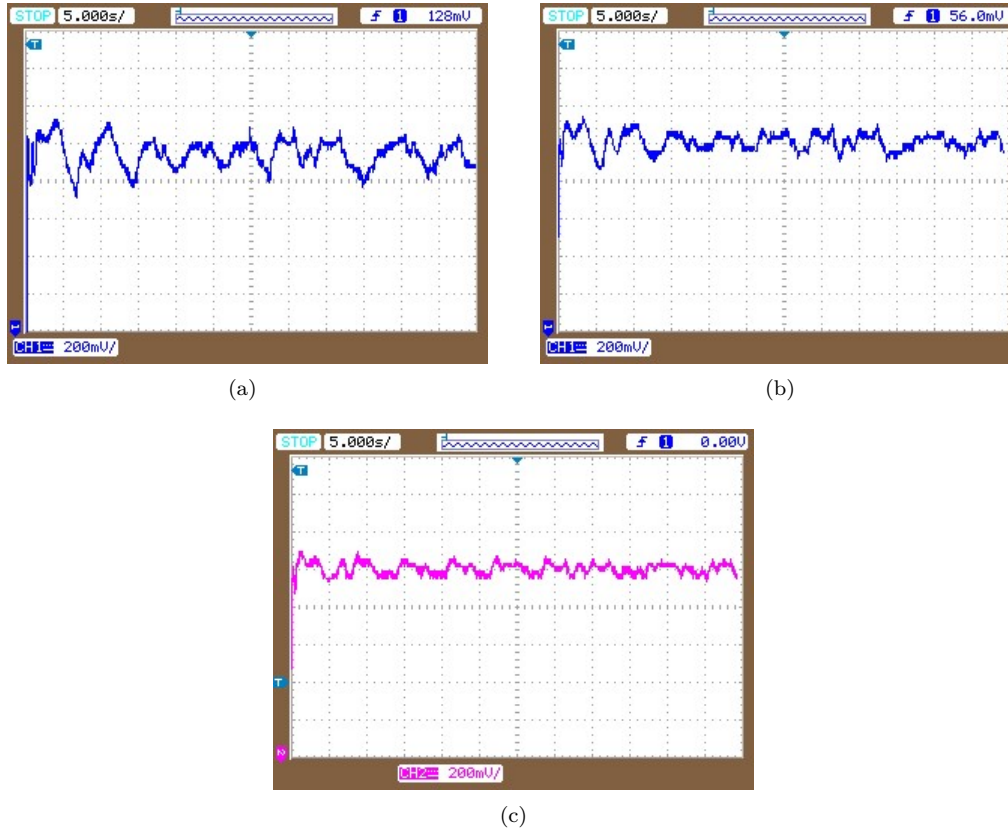 STOP 5.000s/ 1 128mV
T
1
CH1 200mV/
(a)
STOP 5.000s/ 1 56.0mV
T
1
CH1 200mV/
(b)
STOP 5.000s/ 1 0.00V
T
T
2
CH2 200mV/
(c)